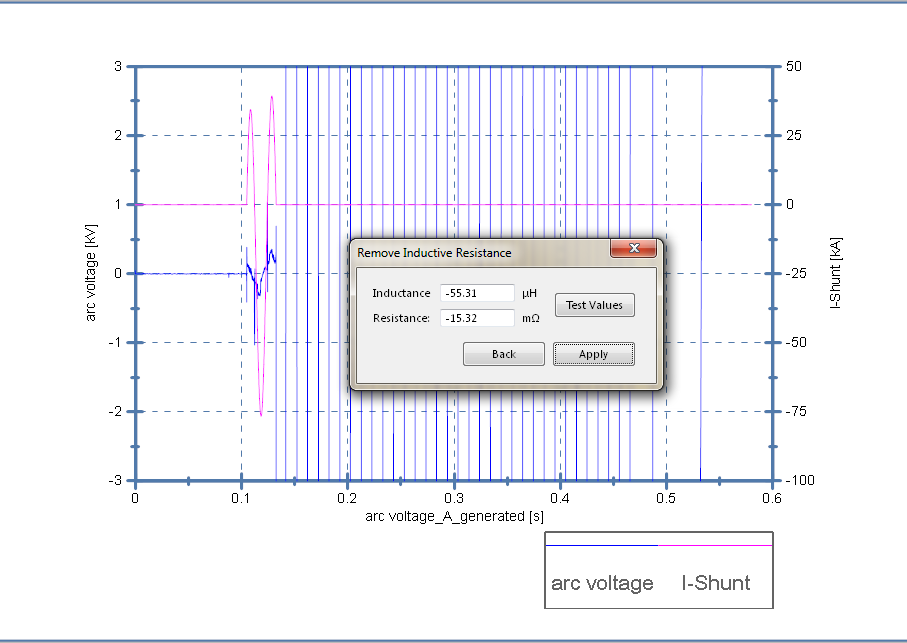 3
2
1
0
-1
-2
-3
arc voltage [kV]
50
25
0
-25
-50
-75
-100
I-Shunt [kA]
Remove Inductive Resistance
Inductance -55.31 µH
Test Values
Resistance: -15.32 mΩ
Back Apply
0 0.1 0.2 0.3 0.4 0.5 0.6
arc voltage_A_generated [s]
arc voltage I-Shunt